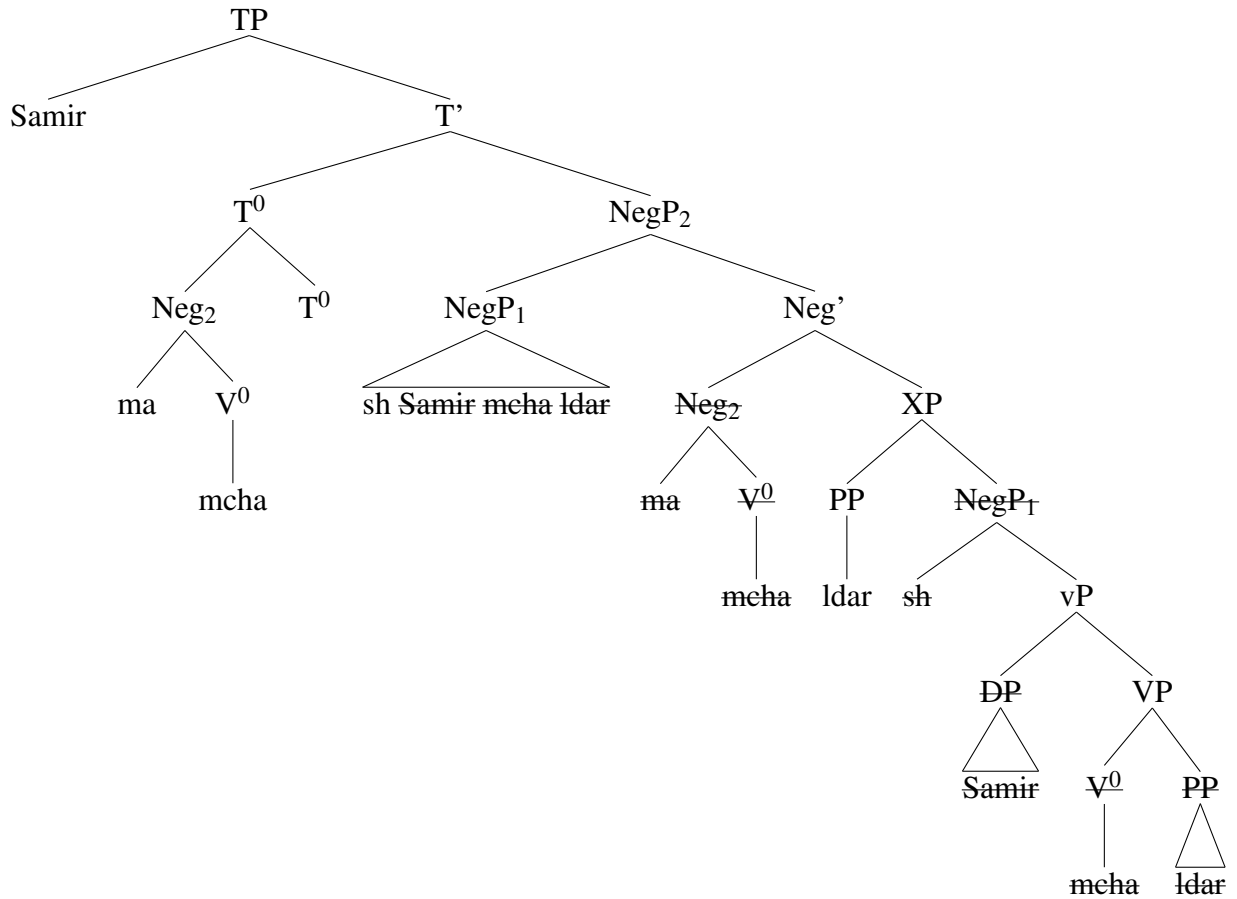 TP
Samir T’
T⁰ NegP₂
Neg₂ T⁰ NegP₁ Neg’
ma V⁰ sh ~~Samir~~ ~~mcha~~ ~~ldar~~ ~~Neg₂~~ XP
mcha ~~ma~~ ~~V⁰~~ PP ~~NegP₁~~
~~mcha~~ ldar ~~sh~~ vP
~~DP~~ VP
~~Samir~~ ~~V⁰~~ ~~PP~~
~~mcha~~ ~~ldar~~